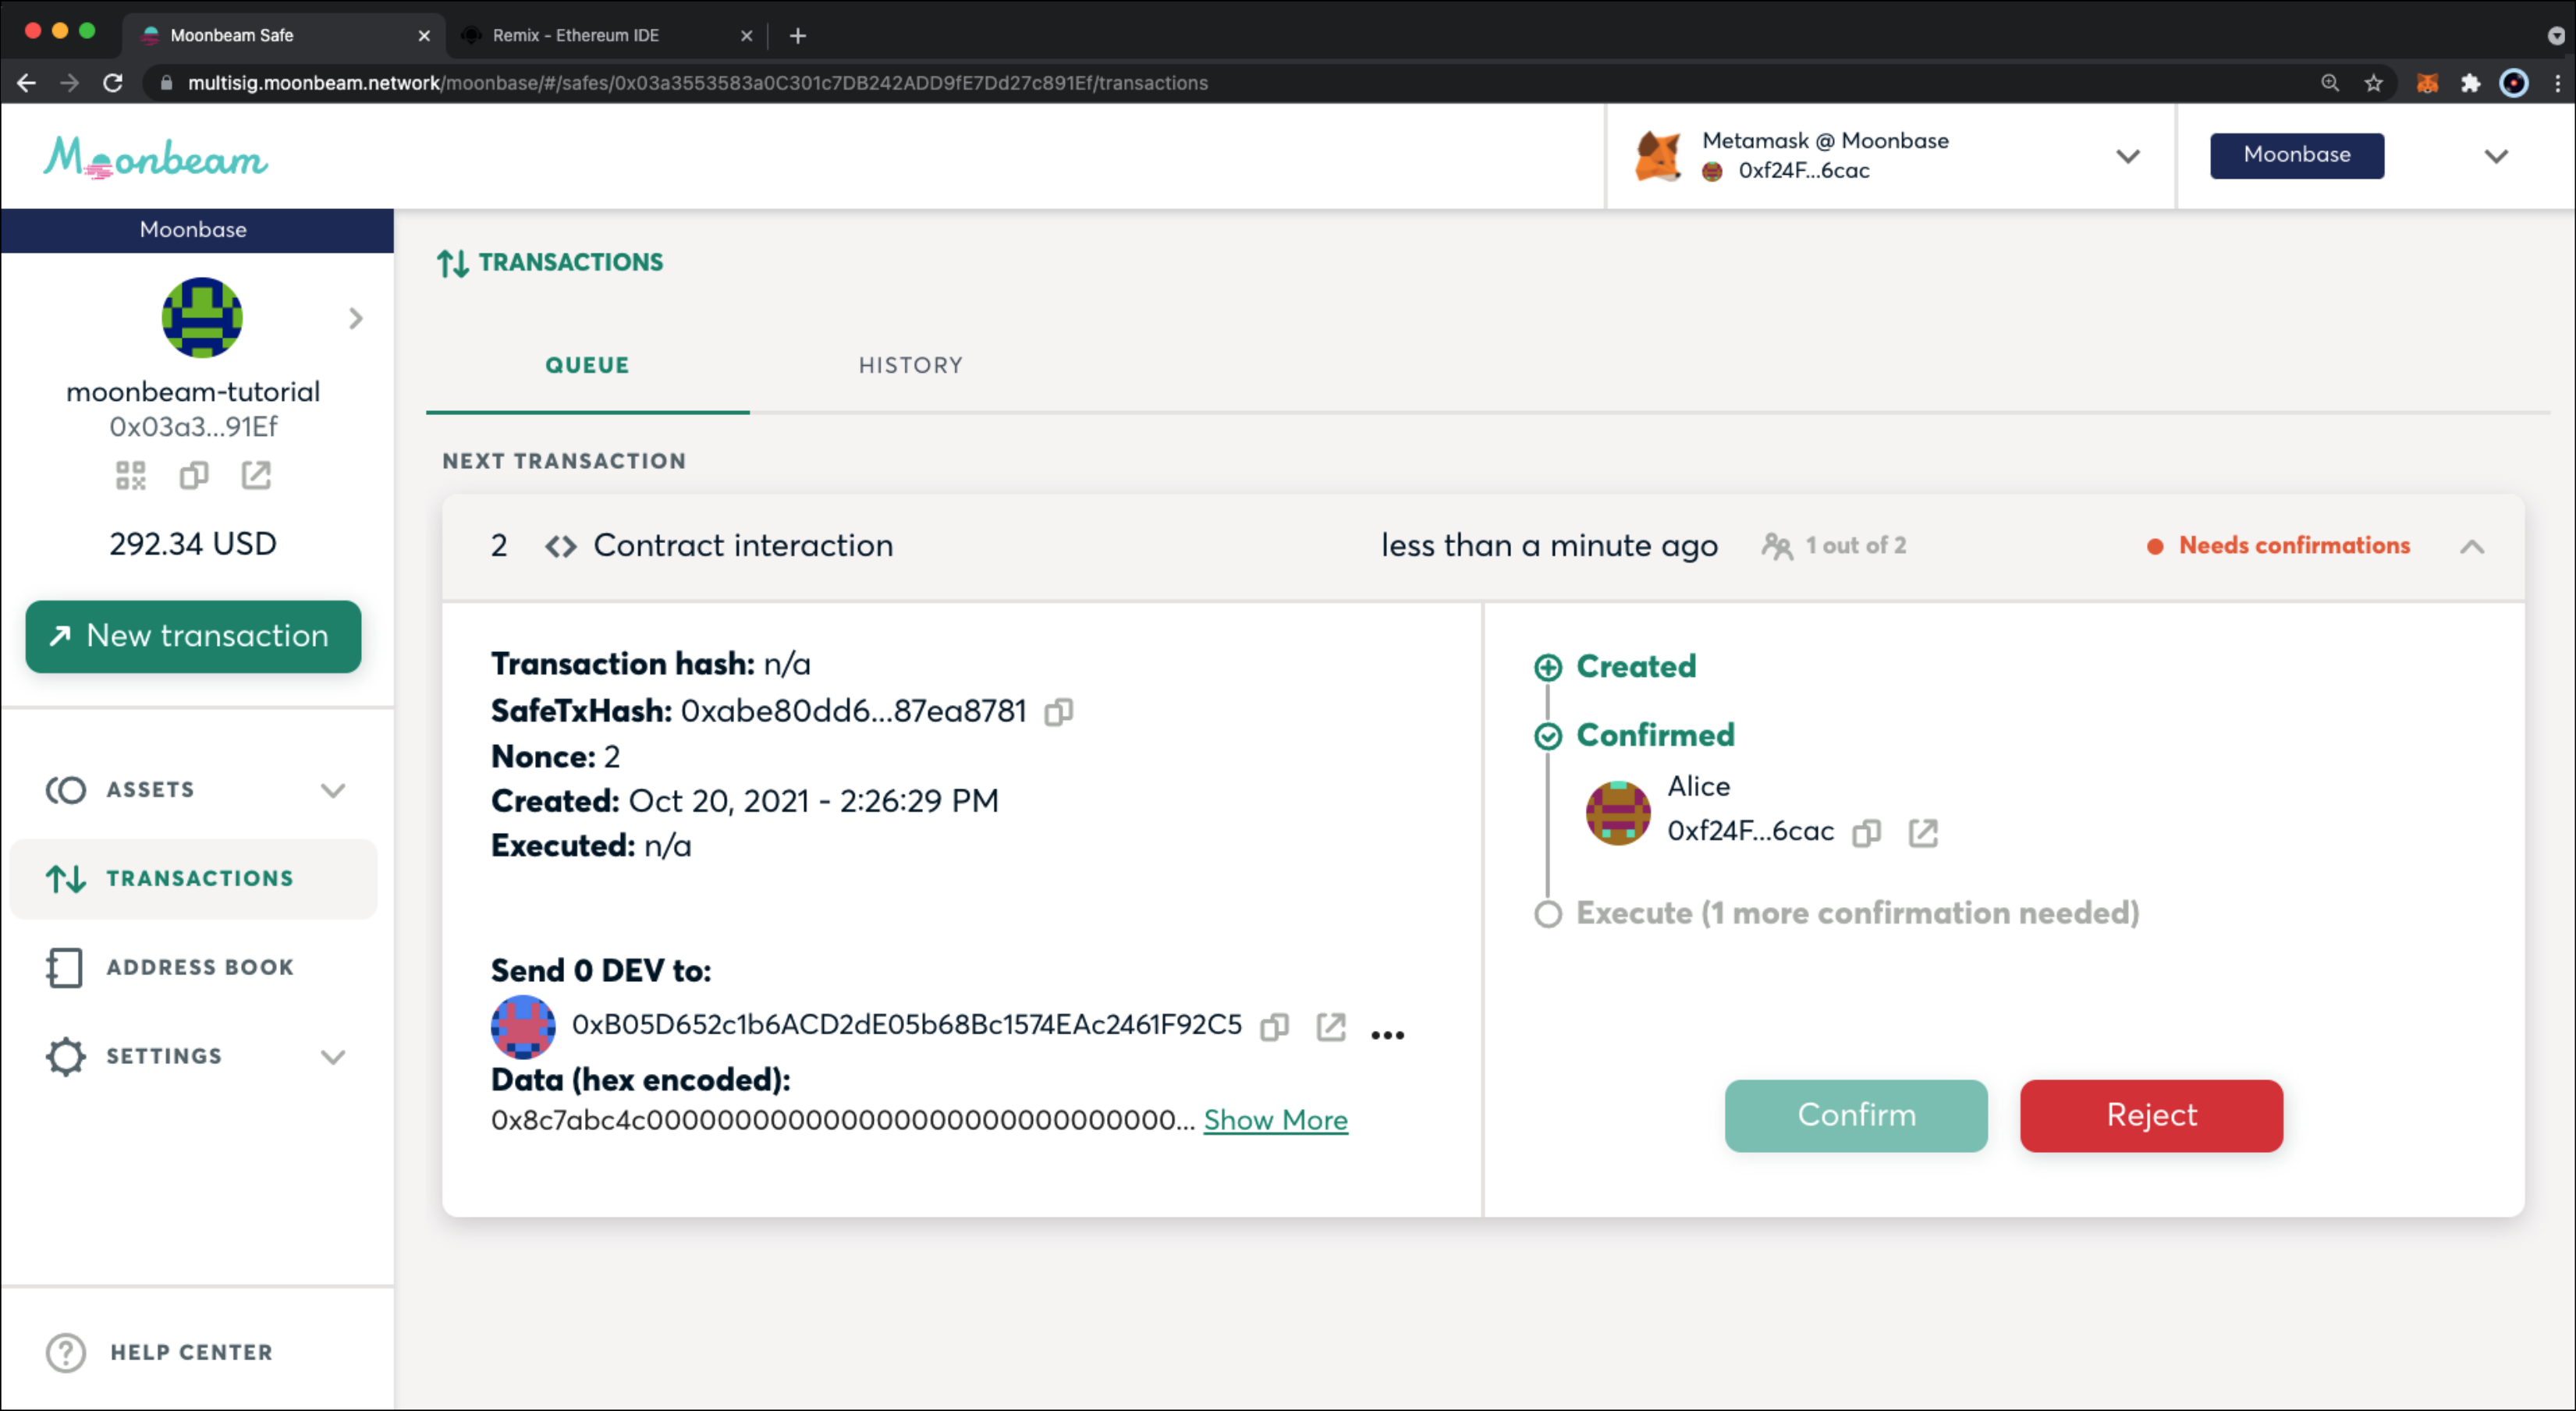 Moonbeam Safe
Remix - Ethereum IDE
multisig.moonbeam.network/moonbase/#/safes/0x03a3553583a0C301c7DB242ADD9fE7Dd27c891Ef/transactions
Moonbeam
Metamask @ Moonbase
0xf24F...6cac
Moonbase
Moonbase
moonbeam-tutorial
0x03a3...91Ef
292.34 USD
New transaction
ASSETS
TRANSACTIONS
ADDRESS BOOK
SETTINGS
HELP CENTER
TRANSACTIONS
QUEUE HISTORY
NEXT TRANSACTION
2 Contract interaction less than a minute ago 1 out of 2 Needs confirmations
Transaction hash: n/a
SafeTxHash: 0xabe80dd6...87ea8781
Nonce: 2
Created: Oct 20, 2021 - 2:26:29 PM
Executed: n/a
Send 0 DEV to:
0xB05D652c1b6ACD2dE05b68Bc1574EAc2461F92C5
Data (hex encoded):
0x8c7abc4c000000000000000000000000000000... Show More
Created
Confirmed
Alice
0xf24F...6cac
Execute (1 more confirmation needed)
Confirm
Reject